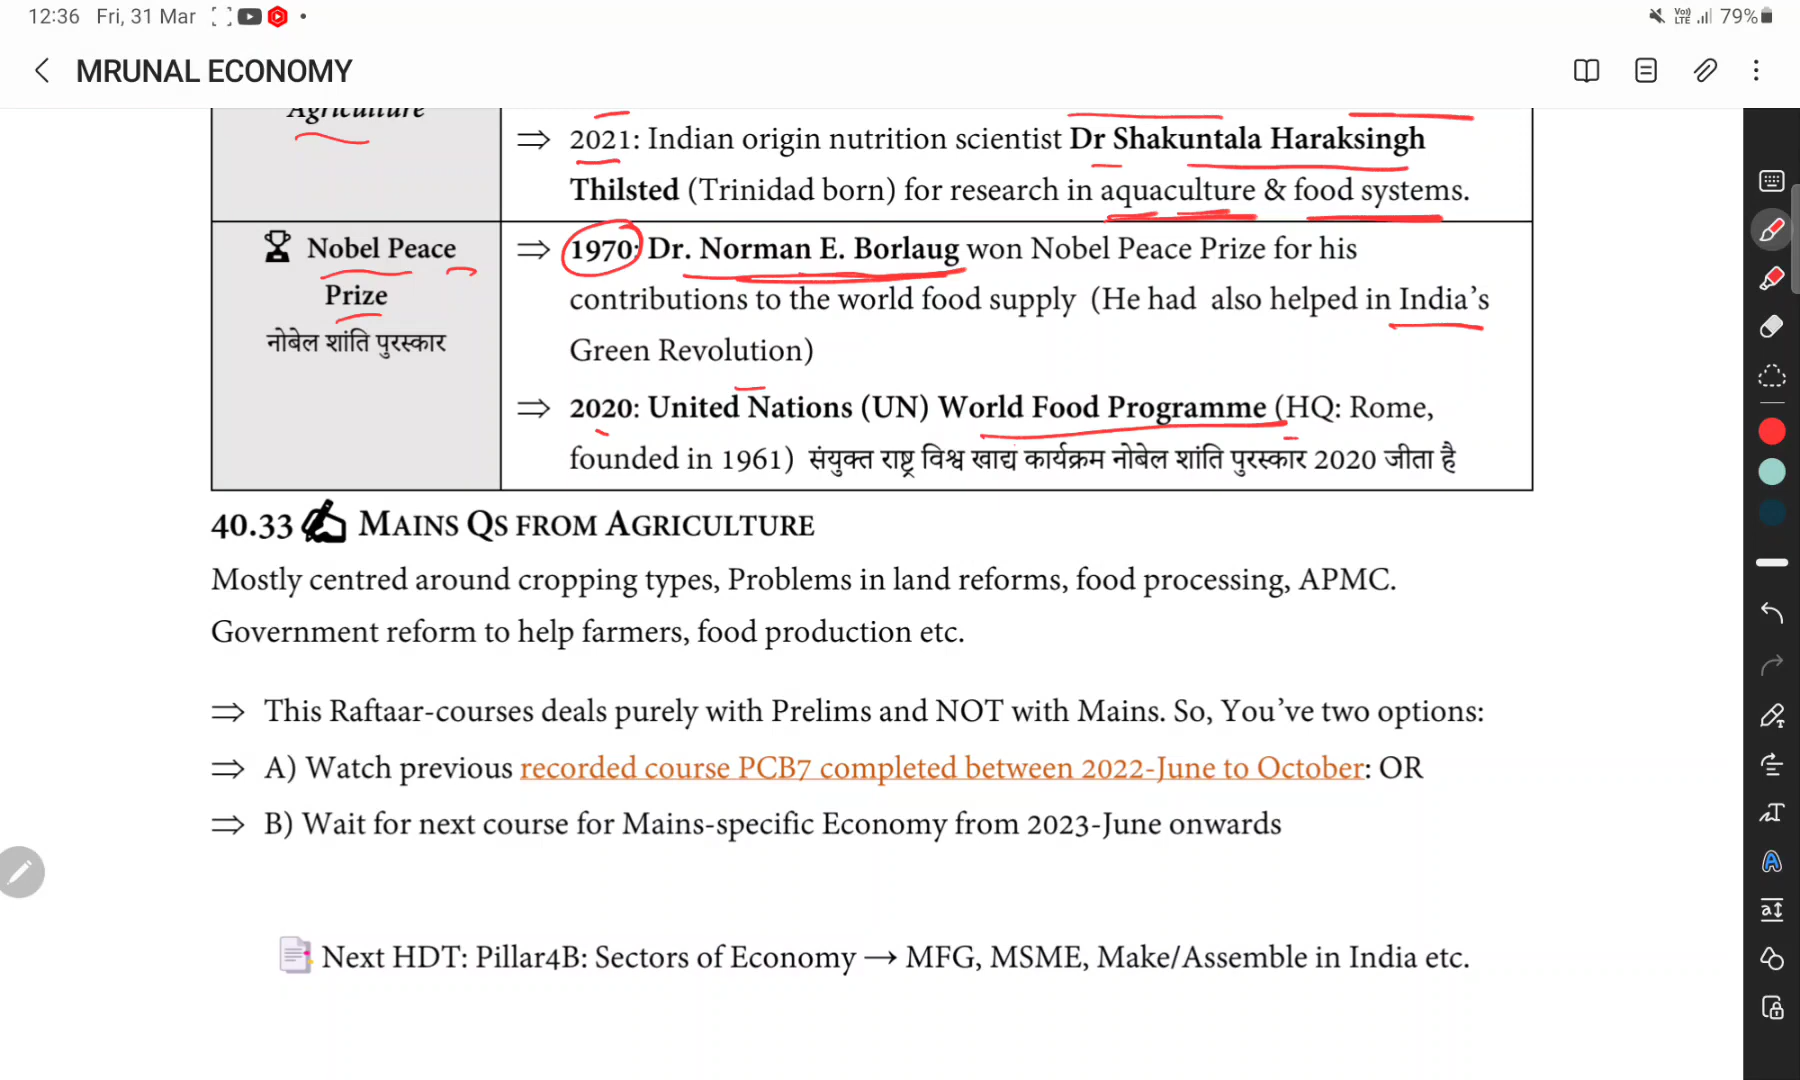 12:36 Fri, 31 Mar
79%
MRUNAL ECONOMY
Agriculture
⇒ 2021: Indian origin nutrition scientist Dr Shakuntala Haraksingh
Thilsted (Trinidad born) for research in aquaculture & food systems.
Nobel Peace
Prize
नोबेल शांति पुरस्कार
⇒ 1970: Dr. Norman E. Borlaug won Nobel Peace Prize for his
contributions to the world food supply (He had also helped in India's
Green Revolution)
⇒ 2020: United Nations (UN) World Food Programme (HQ: Rome,
founded in 1961) संयुक्त राष्ट्र विश्व खाद्य कार्यक्रम नोबेल शांति पुरस्कार 2020 जीता है
40.33 MAINS QS FROM AGRICULTURE
Mostly centred around cropping types, Problems in land reforms, food processing, APMC.
Government reform to help farmers, food production etc.
⇒ This Raftaar-courses deals purely with Prelims and NOT with Mains. So, You've two options:
⇒ A) Watch previous recorded course PCB7 completed between 2022-June to October: OR
⇒ B) Wait for next course for Mains-specific Economy from 2023-June onwards
Next HDT: Pillar4B: Sectors of Economy → MFG, MSME, Make/Assemble in India etc.